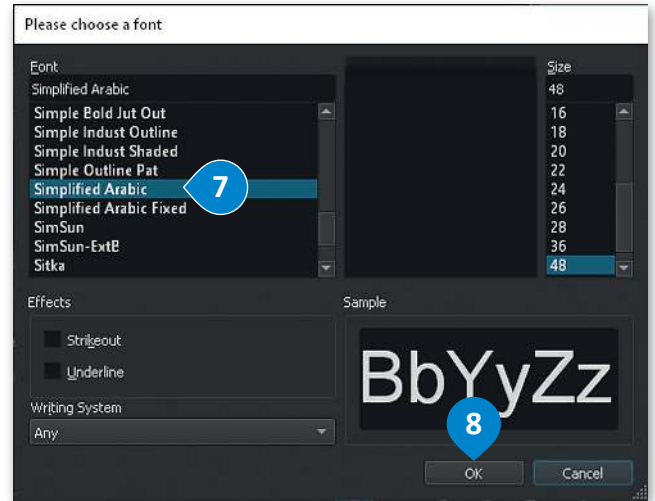 Please choose a font
Font
Size
Simplified Arabic
48
Simple Bold Jut Out
Simple Indust Outline
Simple Indust Shaded
Simple Outline Pat
Simplified Arabic
Simplified Arabic Fixed
SimSun
SimSun-ExtB
Sitka
7
16
18
20
22
24
26
28
36
48
Effects
Strikeout
Underline
Writing System
Any
Sample
BbYyZz
8
OK
Cancel